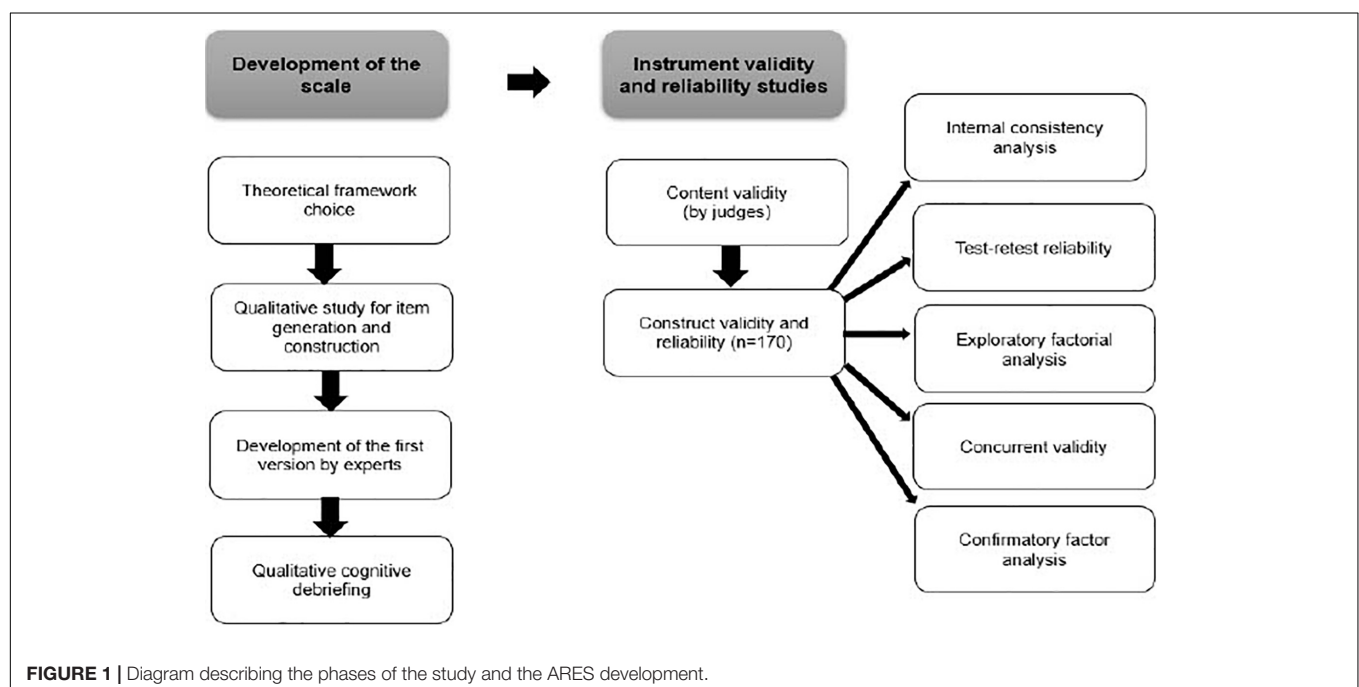 Development of the
scale
Instrument validity
and reliability studies
Theoretical framework
choice
Qualitative study for item
generation and
construction
Development of the first
version by experts
Qualitative cognitive
debriefing
Content validity
(by judges)
Construct validity and
reliability (n=170)
Internal consistency
analysis
Test-retest reliability
Exploratory factorial
analysis
Concurrent validity
Confirmatory factor
analysis
FIGURE 1 | Diagram describing the phases of the study and the ARES development.